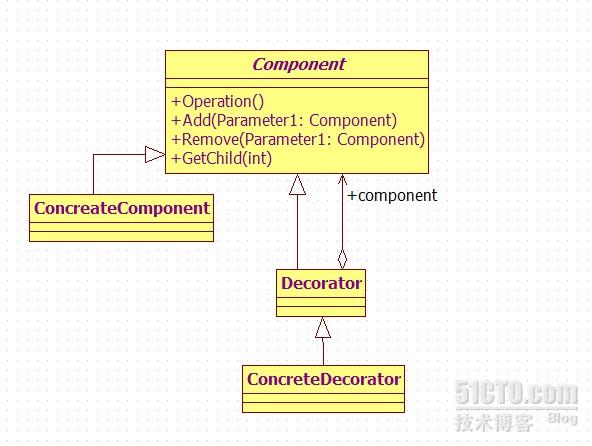 Component
+Operation()
+Add(Parameter1: Component)
+Remove(Parameter1: Component)
+GetChild(int)
+component
ConcreateComponent
Decorator
ConcreteDecorator
51CTO.com
技术博客 Blog